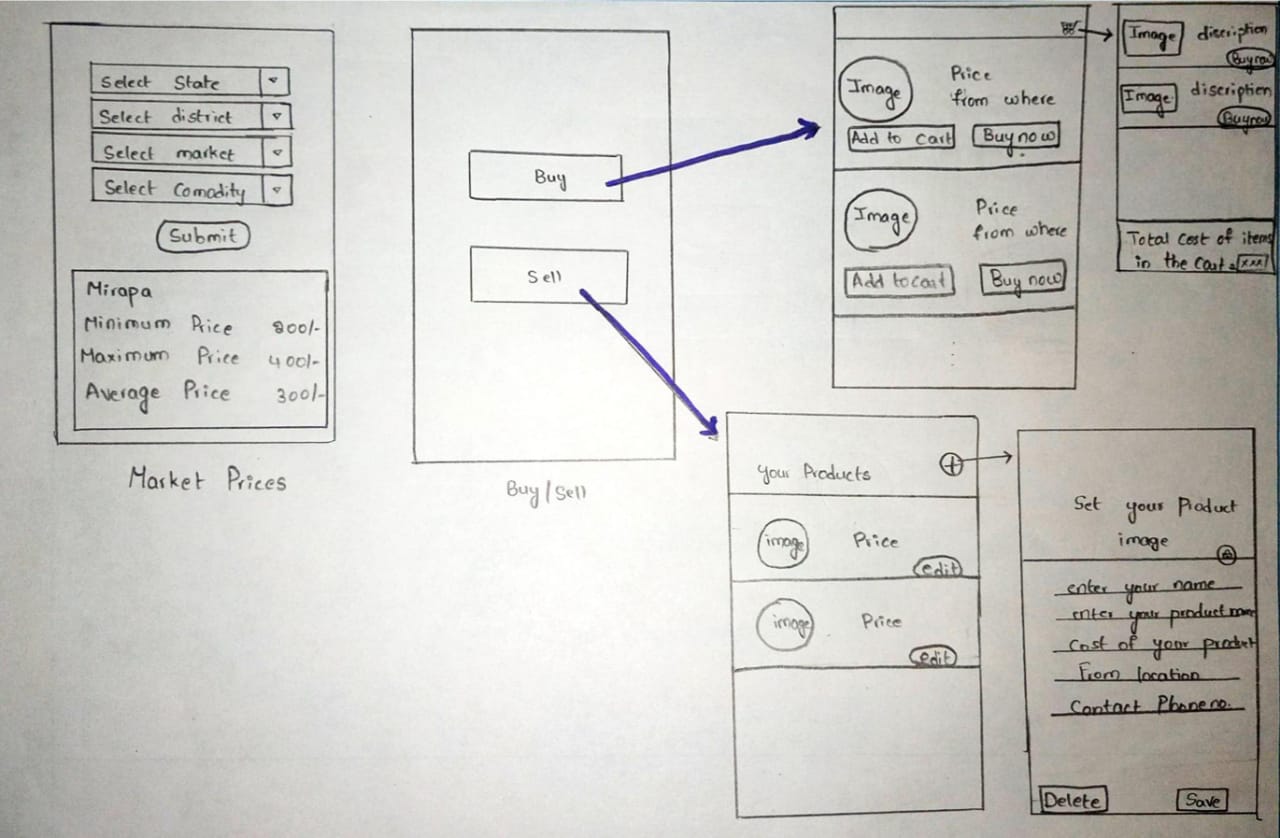 Select State
Select district
Select market
Select Comodity
Submit
Mirapa
Minimum Price 200/-
Maximum Price 400/-
Average Price 300/-
Market Prices
Buy
Sell
Buy/Sell
Image
Price
from where
Add to cart
Buy now
Image
Price
from where
Add to cart
Buy now
Image
discription
Buy now
Image
discription
Buynow
Total cost of items
in the cart : xxx/
Your Products
image
Price
edit
image
Price
edit
Set your Product
image
enter your name
enter your product name
Cost of your product
From location
Contact Phone no.
Delete
Save